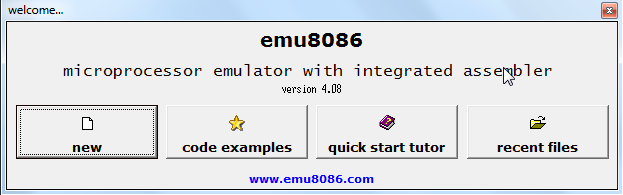 welcome...
emu8086
microprocessor emulator with integrated assembler
version 4.08
new code examples quick start tutor recent files
www.emu8086.com